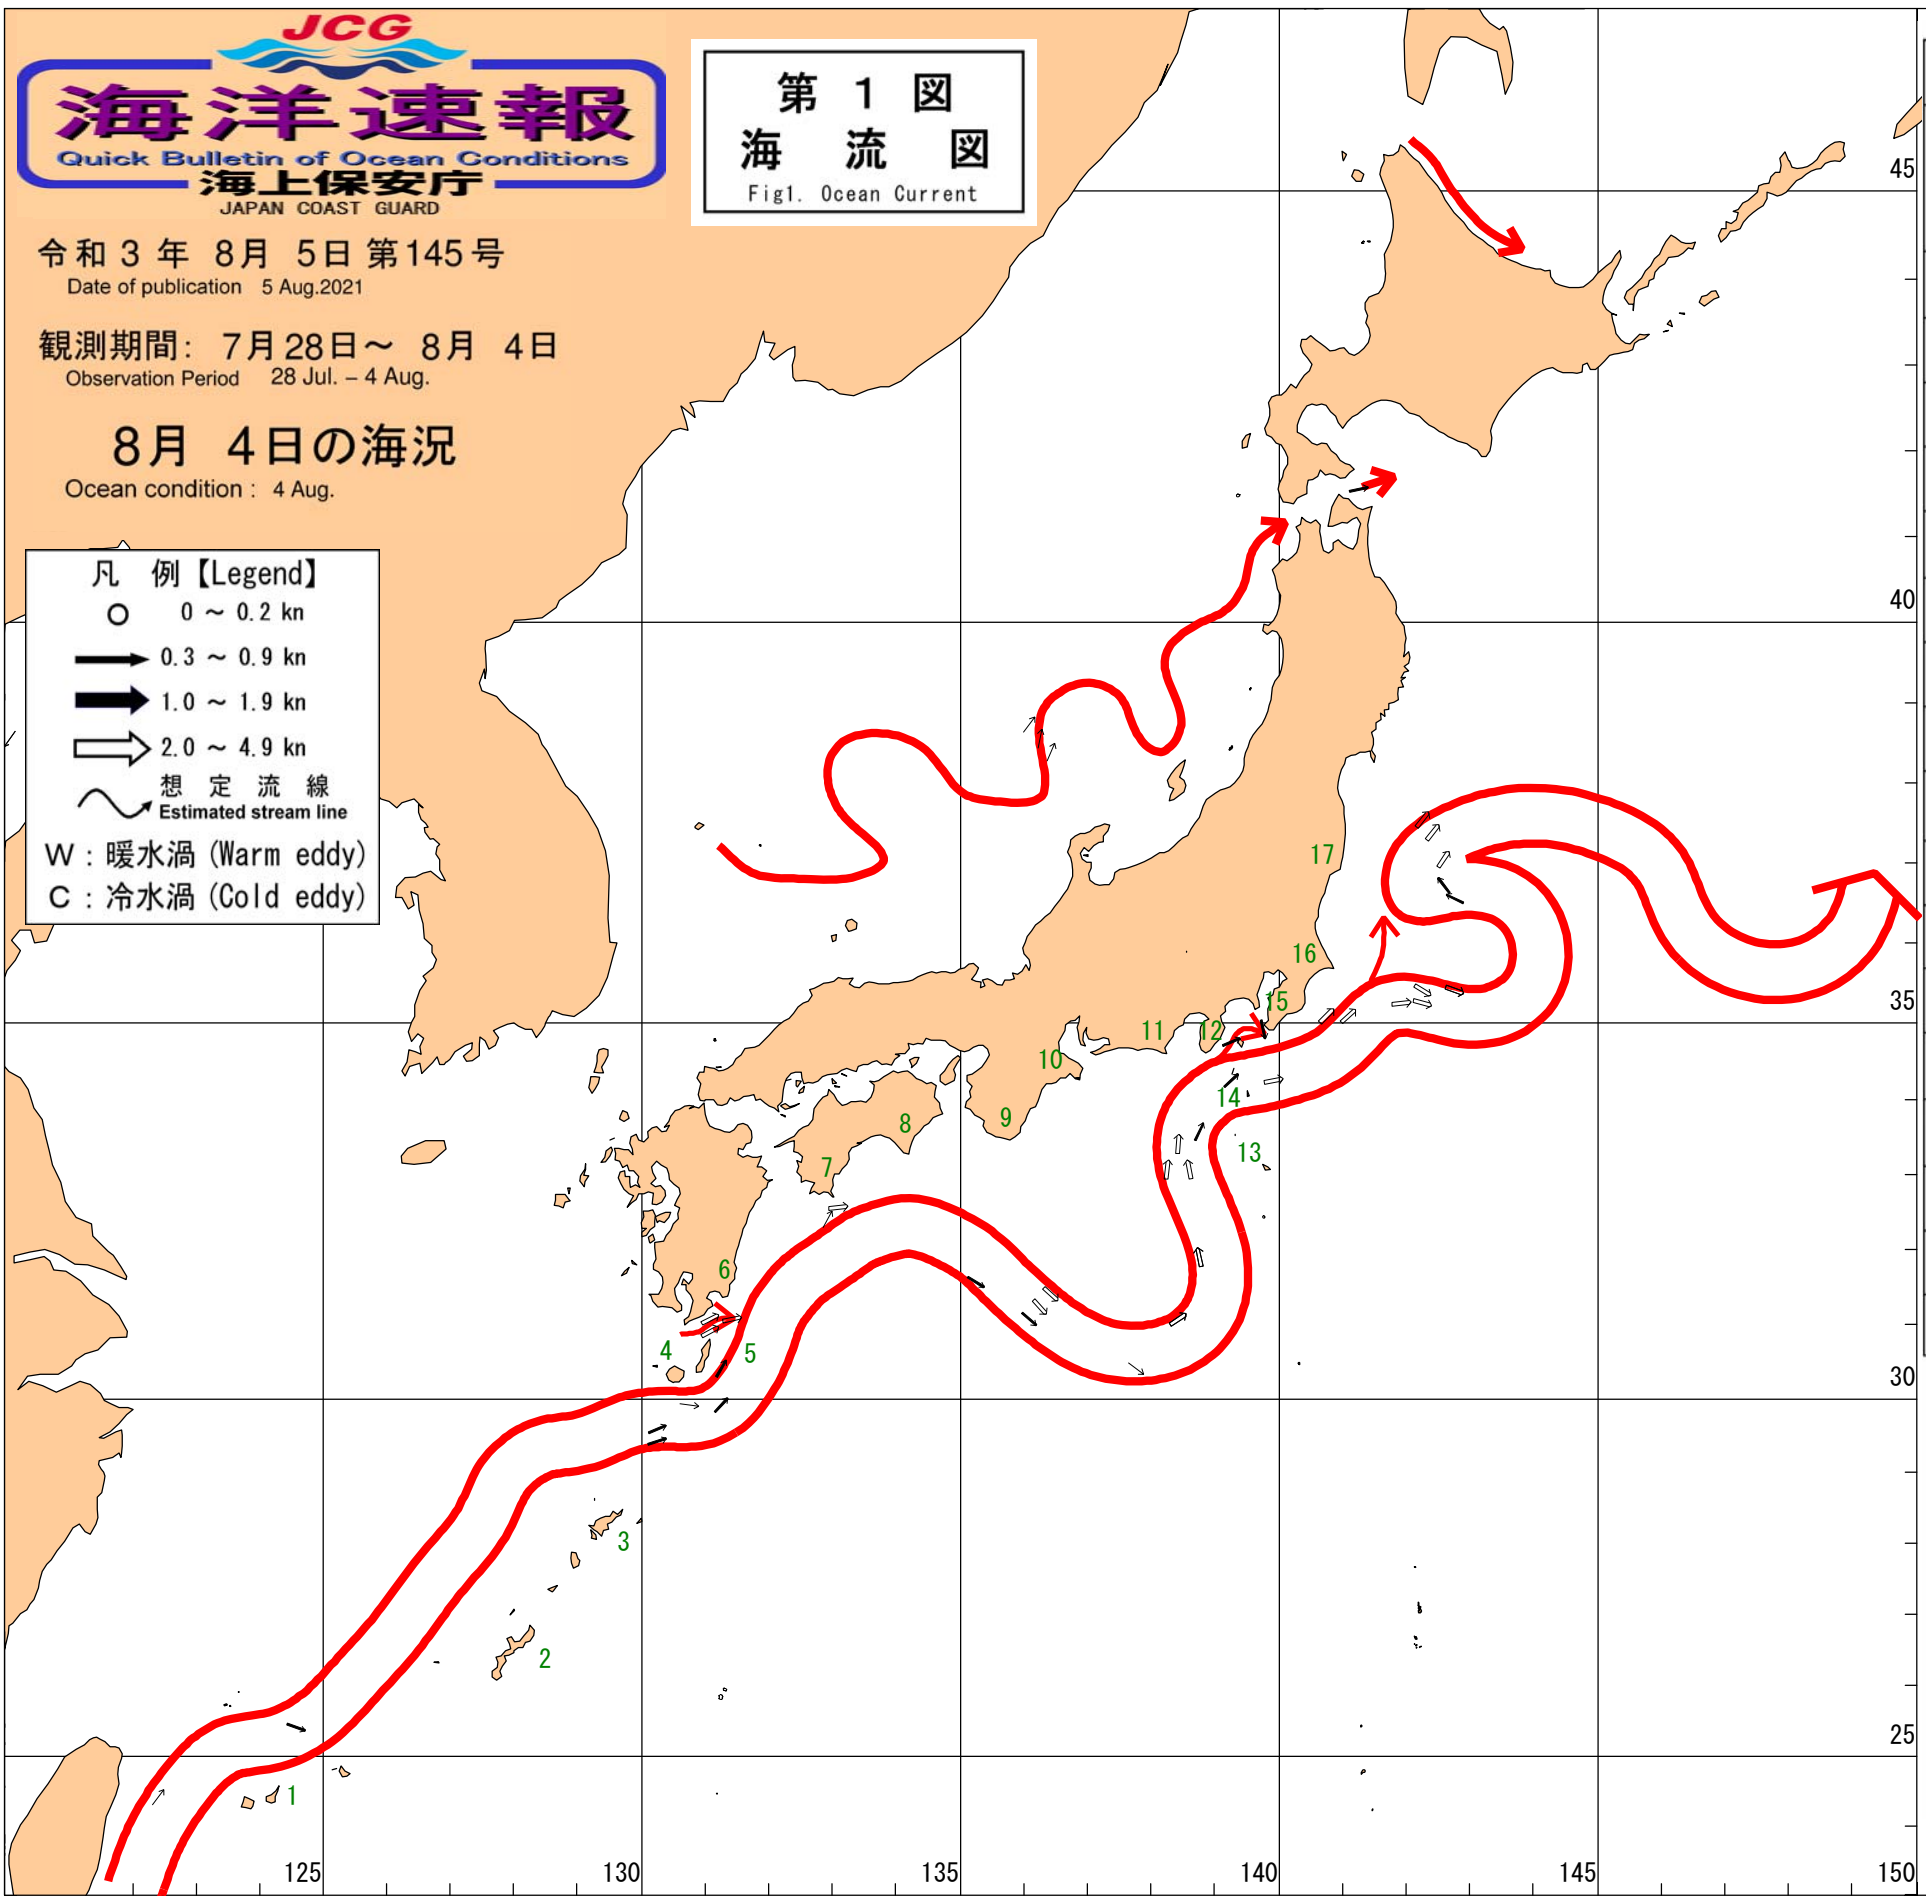 JCG
海洋速報
Quick Bulletin of Ocean Conditions
海上保安庁
JAPAN COAST GUARD
第 1 図
海 流 図
Fig1. Ocean Current
令和 3 年 8月 5日 第145号
Date of publication 5 Aug.2021
観測期間: 7月28日～ 8月 4日
Observation Period 28 Jul. – 4 Aug.
8月 4日の海況
Ocean condition : 4 Aug.
凡 例【Legend】
0 ～ 0.2 kn
0.3 ～ 0.9 kn
1.0 ～ 1.9 kn
2.0 ～ 4.9 kn
想 定 流 線
Estimated stream line
W : 暖水渦 (Warm eddy)
C : 冷水渦 (Cold eddy)
45
40
35
30
25
17
16
15
12
11
10
14
9
8
13
7
6
5
4
3
2
1
125
130
135
140
145
150